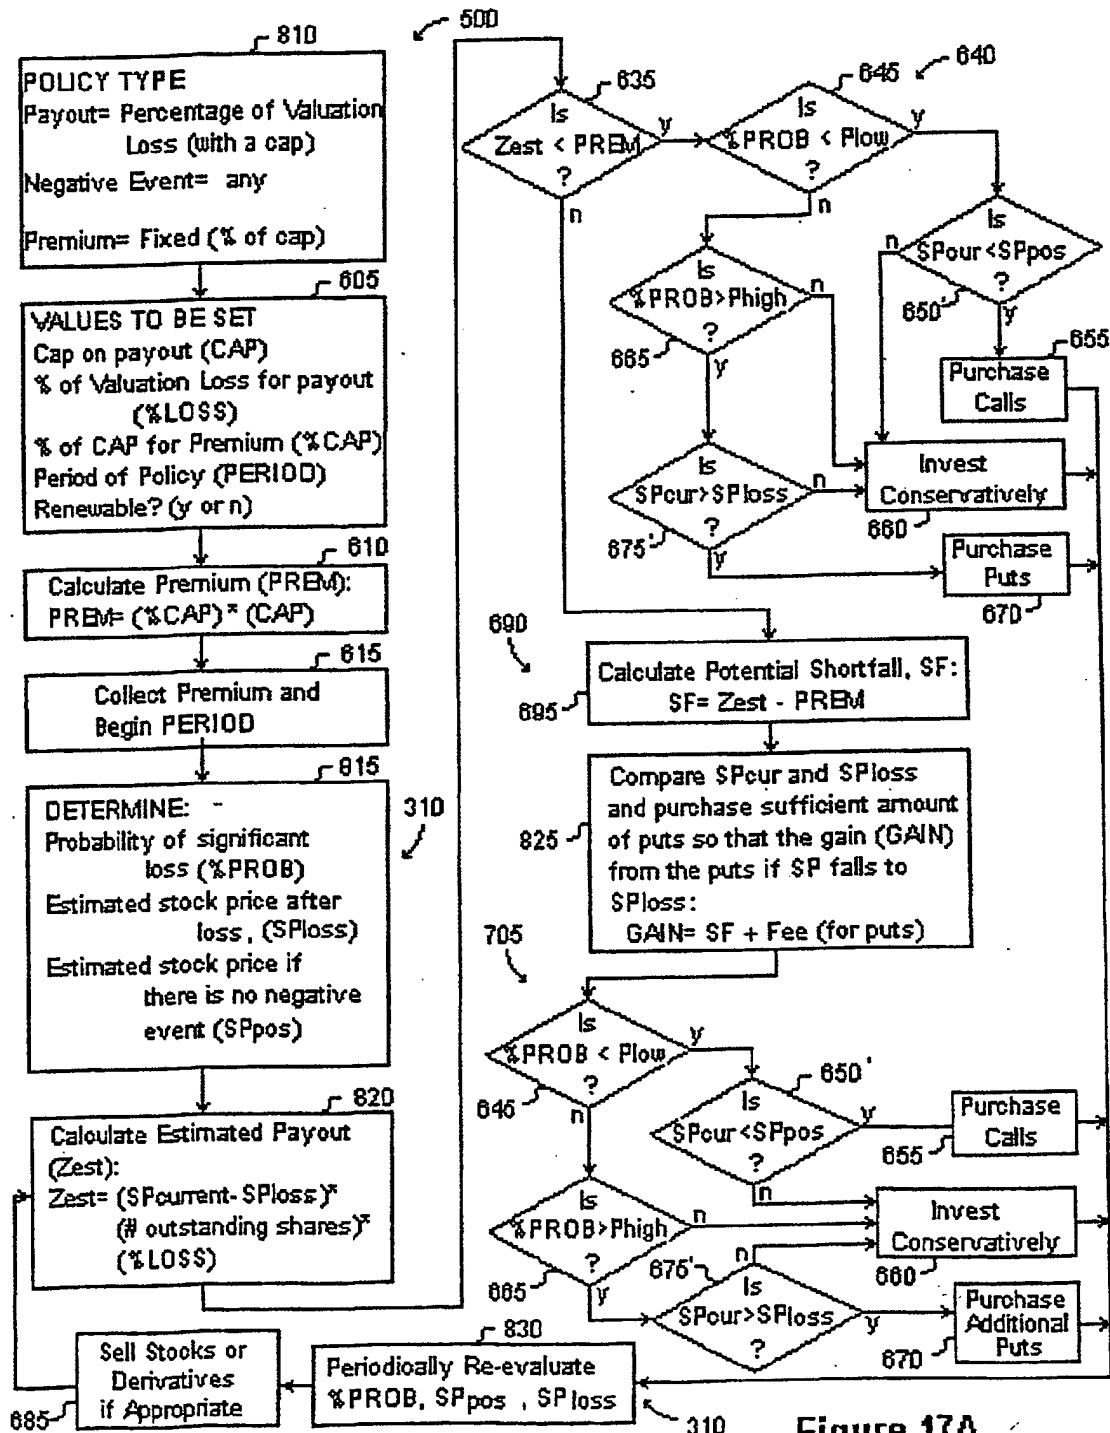 500
810
POLICY TYPE
Payout= Percentage of Valuation
Loss (with a cap)
Negative Event= any
Premium= Fixed (% of cap)
605
VALUES TO BE SET
Cap on payout (CAP)
% of Valuation Loss for payout
(%LOSS)
% of CAP for Premium (%CAP)
Period of Policy (PERIOD)
Renewable? (y or n)
610
Calculate Premium (PREM):
PREM= (%CAP)* (CAP)
615
Collect Premium and
Begin PERIOD
815
310
DETERMINE: -
Probability of significant
loss (%PROB)
Estimated stock price after
loss, (SPloss)
Estimated stock price if
there is no negative
event (SPpos)
820
Calculate Estimated Payout
(Zest):
Zest= (SPcurrent-SPloss)*
(# outstanding shares)*
(%LOSS)
635
Is
Zest < PREM
?
y
n
645
640
Is
%PROB < Plow
?
y
n
Is
SPcur<SPpos
?
n
y
650'
655
Purchase
Calls
Is
%PROB>Phigh
?
n
y
665
Is
SPcur>SPloss
?
n
y
675'
Invest
Conservatively
660
Purchase
Puts
670
690
Calculate Potential Shortfall, SF:
SF= Zest - PREM
695
Compare SPcur and SPloss
and purchase sufficient amount
of puts so that the gain (GAIN)
from the puts if SP falls to
SPloss:
GAIN= SF + Fee (for puts)
825
705
Is
%PROB < Plow
?
y
n
645
650'
Is
SPcur<SPpos
?
y
n
Purchase
Calls
655
Is
%PROB>Phigh
?
n
y
665
Invest
Conservatively
660
675'
Is
SPcur>SPloss
?
n
y
Purchase
Additional
Puts
670
830
Periodically Re-evaluate
%PROB, SPpos , SPloss
310
Sell Stocks or
Derivatives
if Appropriate
685
Figure 17A